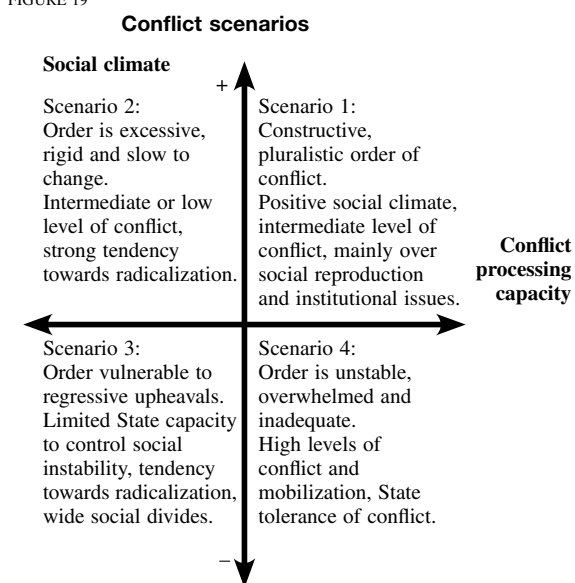 FIGURE 19
Conflict scenarios
Social climate
+
Scenario 2:
Order is excessive,
rigid and slow to
change.
Intermediate or low
level of conflict,
strong tendency
towards radicalization.
Scenario 1:
Constructive,
pluralistic order of
conflict.
Positive social climate,
intermediate level of
conflict, mainly over
social reproduction
and institutional issues.
Conflict
processing
capacity
Scenario 3:
Order vulnerable to
regressive upheavals.
Limited State capacity
to control social
instability, tendency
towards radicalization,
wide social divides.
Scenario 4:
Order is unstable,
overwhelmed and
inadequate.
High levels of
conflict and
mobilization, State
tolerance of conflict.
–